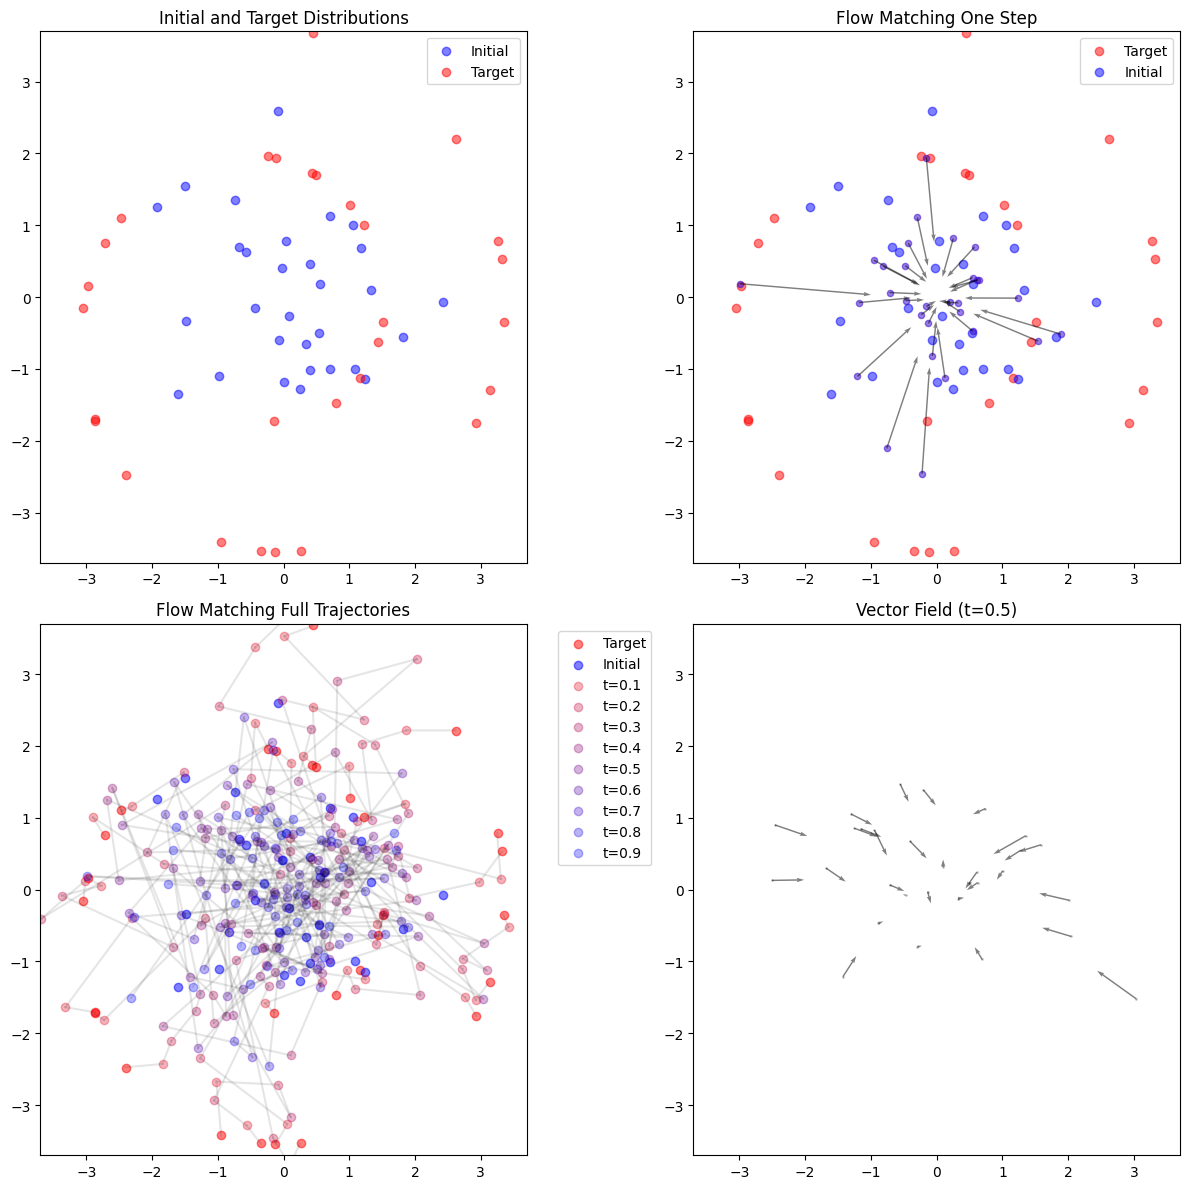 Initial and Target Distributions
Initial
Target
3
2
1
0
−1
−2
−3
−3 −2 −1 0 1 2 3
Flow Matching One Step
Target
Initial
3
2
1
0
−1
−2
−3
−3 −2 −1 0 1 2 3
Flow Matching Full Trajectories
3
2
1
0
−1
−2
−3
−3 −2 −1 0 1 2 3
Target
Initial
t=0.1
t=0.2
t=0.3
t=0.4
t=0.5
t=0.6
t=0.7
t=0.8
t=0.9
Vector Field (t=0.5)
3
2
1
0
−1
−2
−3
−3 −2 −1 0 1 2 3